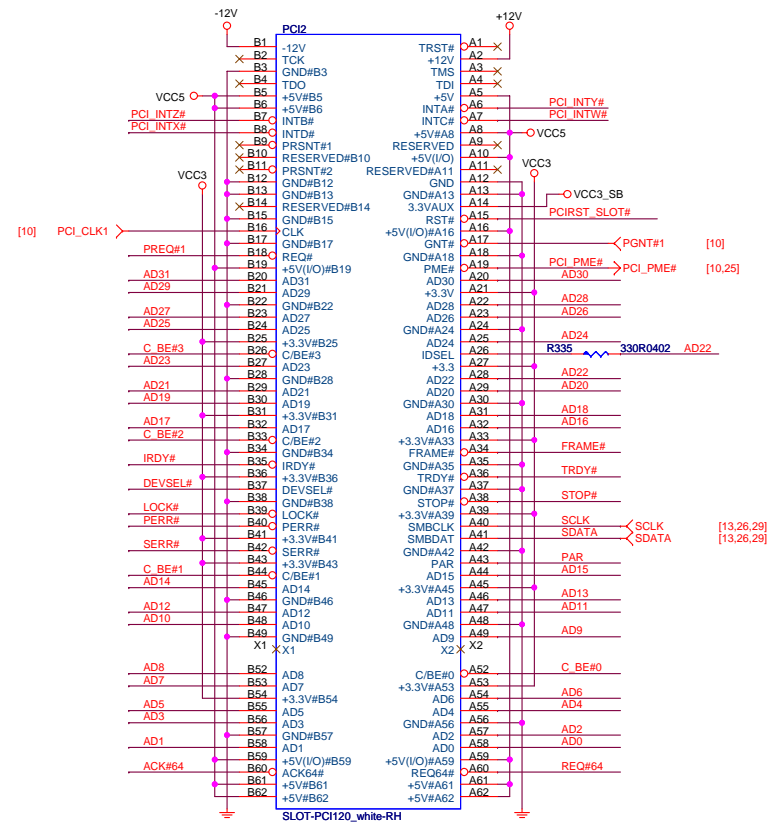 -12V +12V
PCI2
B1 -12V TRST# A1
B2 TCK +12V A2
B3 GND#B3 TMS A3
B4 TDO TDI A4
VCC5 B5 +5V#B5 +5V A5
B6 +5V#B6 INTA# A6 PCI_INTY#
PCI_INTZ# B7 INTB# INTC# A7 PCI_INTW#
PCI_INTX# B8 INTD# +5V#A8 A8 VCC5
B9 PRSNT#1 RESERVED A9
B10 RESERVED#B10 +5V(I/O) A10
B11 PRSNT#2 RESERVED#A11 A11
VCC3 B12 GND#B12 GND A12 VCC3
B13 GND#B13 GND#A13 A13
B14 RESERVED#B14 3.3VAUX A14 VCC3_SB
B15 GND#B15 RST# A15 PCIRST_SLOT#
[10] PCI_CLK1 B16 CLK +5V(I/O)#A16 A16
B17 GND#B17 GNT# A17 PGNT#1 [10]
PREQ#1 B18 REQ# GND#A18 A18
B19 +5V(I/O)#B19 PME# A19 PCI_PME# PCI_PME# [10,25]
AD31 B20 AD31 AD30 A20 AD30
AD29 B21 AD29 +3.3V A21
B22 GND#B22 AD28 A22 AD28
AD27 B23 AD27 AD26 A23 AD26
AD25 B24 AD25 GND#A24 A24
B25 +3.3V#B25 AD24 A25 AD24
C_BE#3 B26 C/BE#3 IDSEL A26 R335 330R0402 AD22
AD23 B27 AD23 +3.3 A27
B28 GND#B28 AD22 A28 AD22
AD21 B29 AD21 AD20 A29 AD20
AD19 B30 AD19 GND#A30 A30
B31 +3.3V#B31 AD18 A31 AD18
AD17 B32 AD17 AD16 A32 AD16
C_BE#2 B33 C/BE#2 +3.3V#A33 A33
B34 GND#B34 FRAME# A34 FRAME#
IRDY# B35 IRDY# GND#A35 A35
B36 +3.3V#B36 TRDY# A36 TRDY#
DEVSEL# B37 DEVSEL# GND#A37 A37
B38 GND#B38 STOP# A38 STOP#
LOCK# B39 LOCK# +3.3V#A39 A39
PERR# B40 PERR# SMBCLK A40 SCLK SCLK [13,26,29]
B41 +3.3V#B41 SMBDAT A41 SDATA SDATA [13,26,29]
SERR# B42 SERR# GND#A42 A42
B43 +3.3V#B43 PAR A43 PAR
C_BE#1 B44 C/BE#1 AD15 A44 AD15
AD14 B45 AD14 +3.3V#A45 A45
B46 GND#B46 AD13 A46 AD13
AD12 B47 AD12 AD11 A47 AD11
AD10 B48 AD10 GND#A48 A48
B49 GND#B49 AD9 A49 AD9
X1 X1 X2 X2
AD8 B52 AD8 C/BE#0 A52 C_BE#0
AD7 B53 AD7 +3.3V#A53 A53
B54 +3.3V#B54 AD6 A54 AD6
AD5 B55 AD5 AD4 A55 AD4
AD3 B56 AD3 GND#A56 A56
B57 GND#B57 AD2 A57 AD2
AD1 B58 AD1 AD0 A58 AD0
B59 +5V(I/O)#B59 +5V(I/O)#A59 A59
ACK#64 B60 ACK64# REQ64# A60 REQ#64
B61 +5V#B61 +5V#A61 A61
B62 +5V#B62 +5V#A62 A62
SLOT-PCI120_white-RH